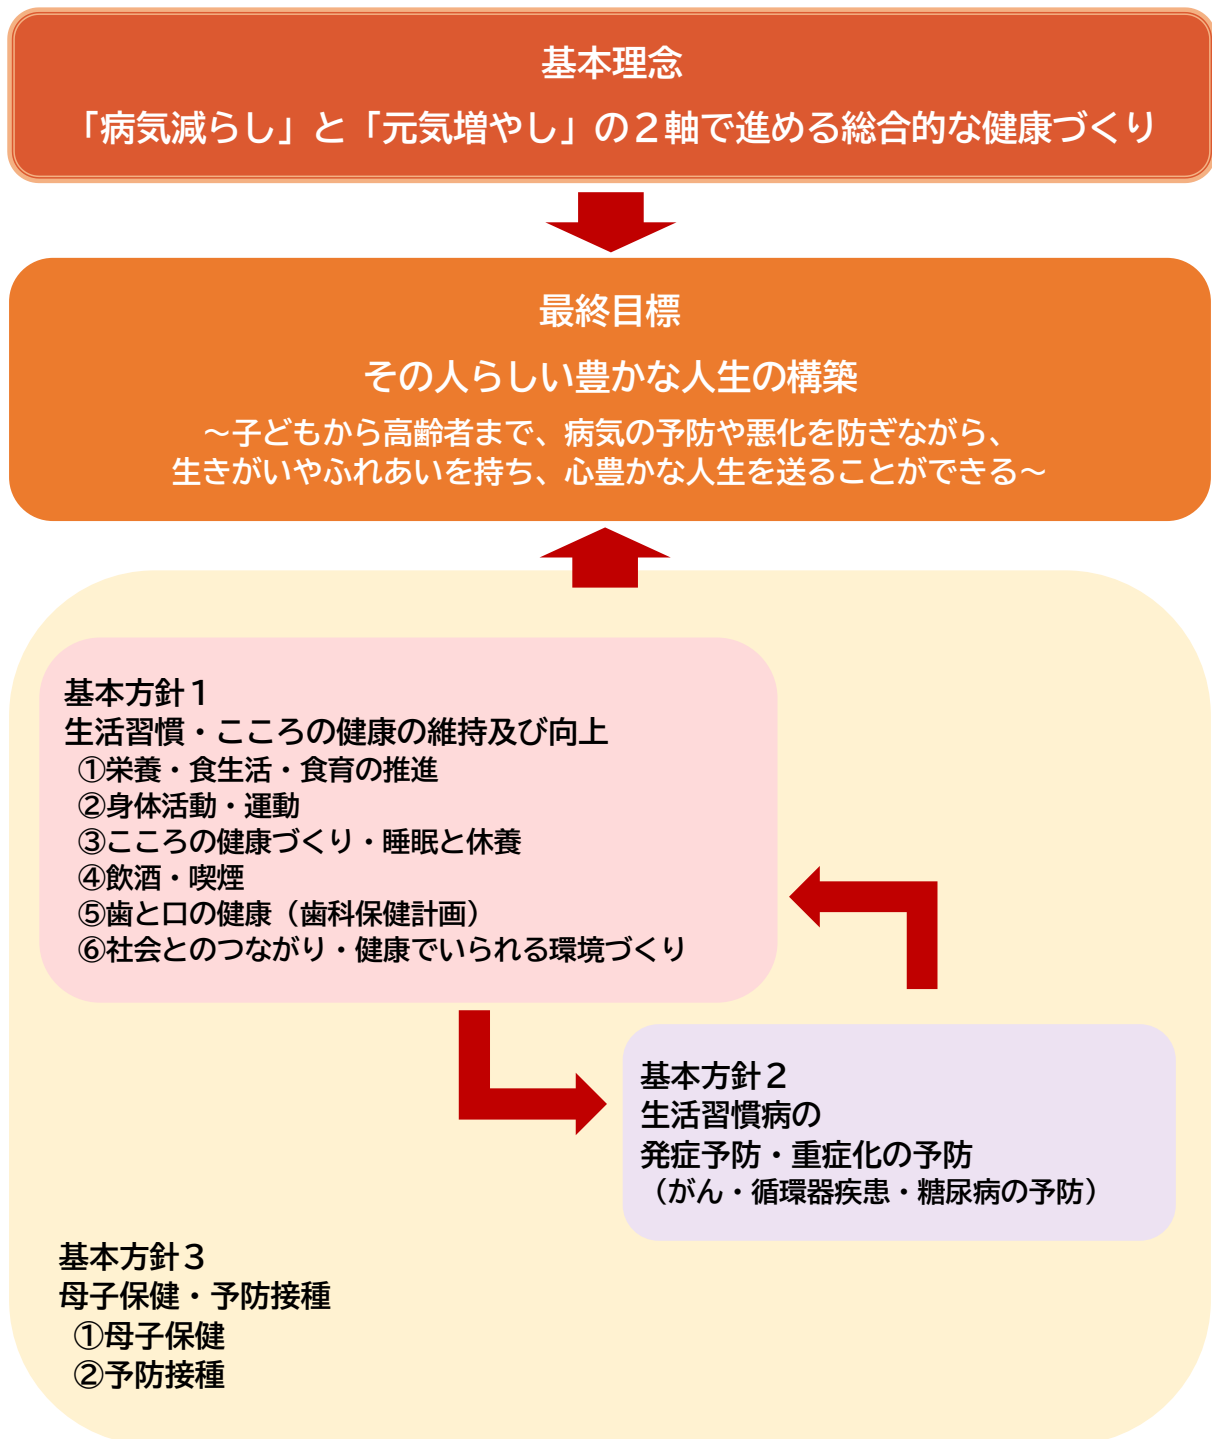 基本理念
「病気減らし」と「元気増やし」の２軸で進める総合的な健康づくり
最終目標
その人らしい豊かな人生の構築
～子どもから高齢者まで、病気の予防や悪化を防ぎながら、
生きがいやふれあいを持ち、心豊かな人生を送ることができる～
基本方針１
生活習慣・こころの健康の維持及び向上
①栄養・食生活・食育の推進
②身体活動・運動
③こころの健康づくり・睡眠と休養
④飲酒・喫煙
⑤歯と口の健康（歯科保健計画）
⑥社会とのつながり・健康でいられる環境づくり
基本方針２
生活習慣病の
発症予防・重症化の予防
（がん・循環器疾患・糖尿病の予防）
基本方針３
母子保健・予防接種
①母子保健
②予防接種